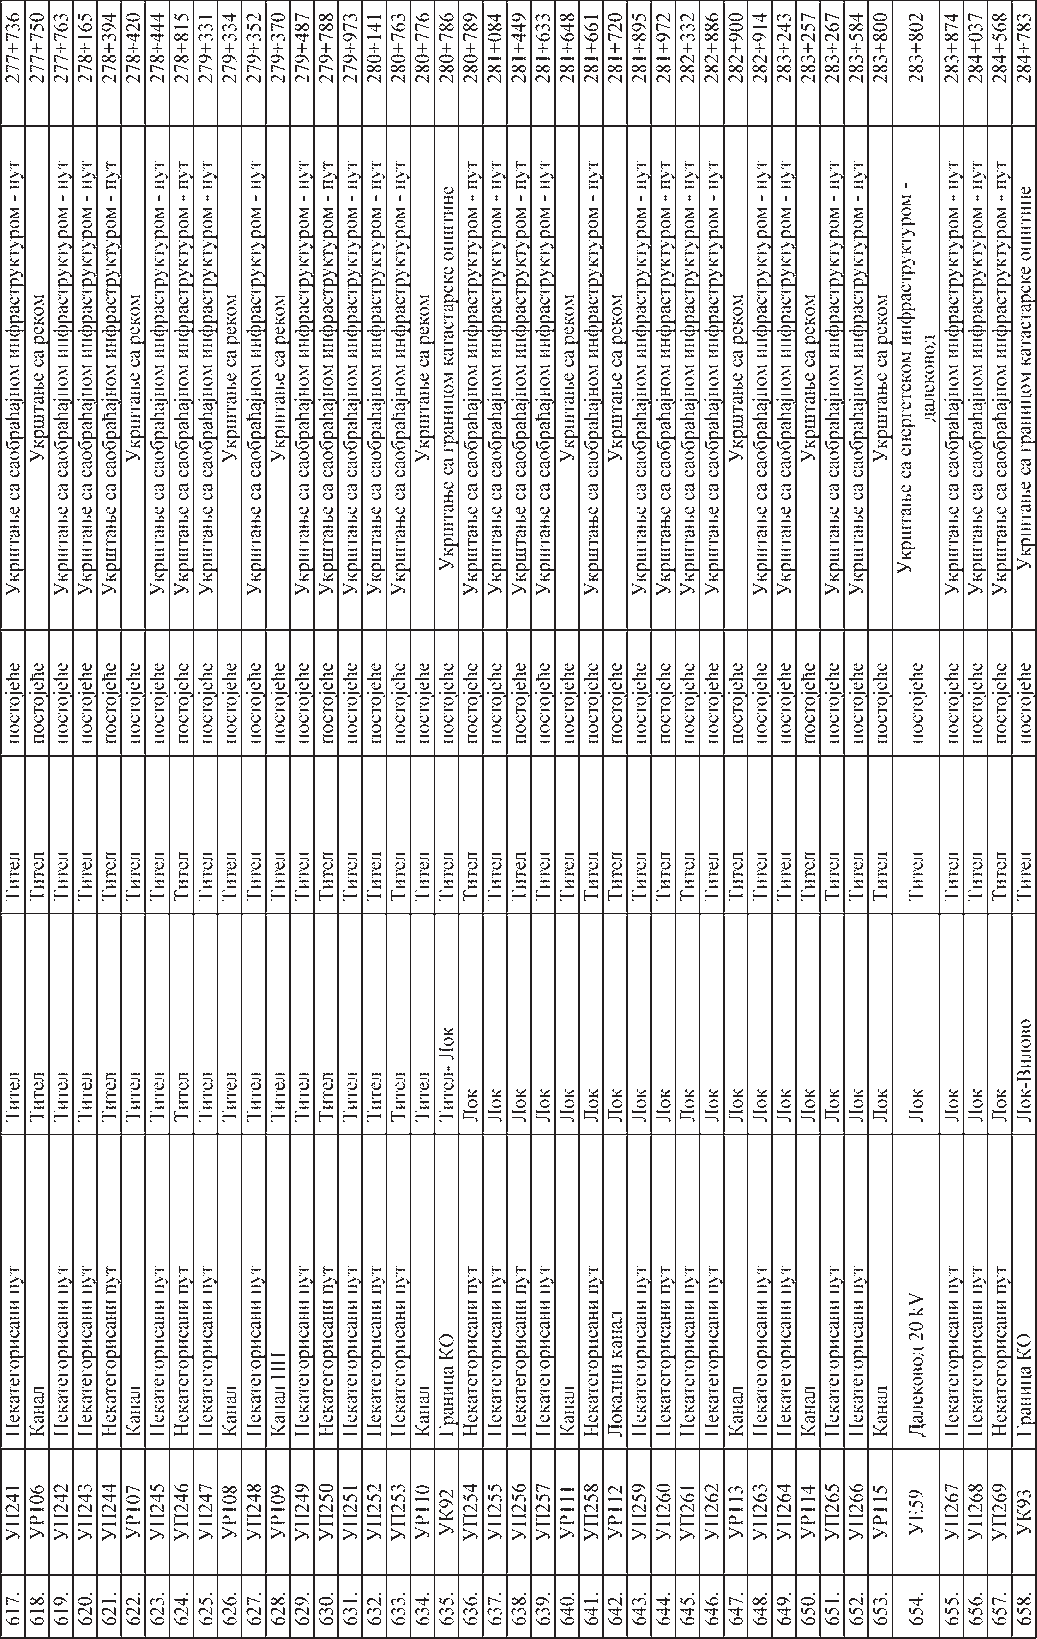 617. УП241 Некатегорисани пут Тител Тител постојеће Укрштање са саобраћајном инфраструктуром - пут 277+736
618. УР106 Канал Тител Тител постојеће Укрштање са реком 277+750
619. УП242 Некатегорисани пут Тител Тител постојеће Укрштање са саобраћајном инфраструктуром - пут 277+763
620. УП243 Некатегорисани пут Тител Тител постојеће Укрштање са саобраћајном инфраструктуром - пут 278+165
621. УП244 Некатегорисани пут Тител Тител постојеће Укрштање са саобраћајном инфраструктуром - пут 278+394
622. УР107 Канал Тител Тител постојеће Укрштање са реком 278+420
623. УП245 Некатегорисани пут Тител Тител постојеће Укрштање са саобраћајном инфраструктуром - пут 278+444
624. УП246 Некатегорисани пут Тител Тител постојеће Укрштање са саобраћајном инфраструктуром - пут 278+815
625. УП247 Некатегорисани пут Тител Тител постојеће Укрштање са саобраћајном инфраструктуром - пут 279+331
626. УР108 Канал Тител Тител постојеће Укрштање са реком 279+334
627. УП248 Некатегорисани пут Тител Тител постојеће Укрштање са саобраћајном инфраструктуром - пут 279+352
628. УР109 Канал Тител Тител постојеће Укрштање са реком 279+370
629. УП249 Некатегорисани пут Тител Тител постојеће Укрштање са саобраћајном инфраструктуром - пут 279+487
630. УП250 Некатегорисани пут Тител Тител постојеће Укрштање са саобраћајном инфраструктуром - пут 279+788
631. УП251 Некатегорисани пут Тител Тител постојеће Укрштање са саобраћајном инфраструктуром - пут 279+973
632. УП252 Некатегорисани пут Тител Тител постојеће Укрштање са саобраћајном инфраструктуром - пут 280+141
633. УП253 Некатегорисани пут Тител Тител постојеће Укрштање са саобраћајном инфраструктуром - пут 280+763
634. УР110 Канал Тител Тител постојеће Укрштање са реком 280+776
635. УК92 Граница КО Тител- Лок Тител постојеће Укрштање са границом катастарске општине 280+786
636. УП254 Некатегорисани пут Лок Тител постојеће Укрштање са саобраћајном инфраструктуром - пут 280+789
637. УП255 Некатегорисани пут Лок Тител постојеће Укрштање са саобраћајном инфраструктуром - пут 281+084
638. УП256 Некатегорисани пут Лок Тител постојеће Укрштање са саобраћајном инфраструктуром - пут 281+449
639. УП257 Некатегорисани пут Лок Тител постојеће Укрштање са саобраћајном инфраструктуром - пут 281+633
640. УР111 Канал Лок Тител постојеће Укрштање са реком 281+648
641. УП258 Некатегорисани пут Лок Тител постојеће Укрштање са саобраћајном инфраструктуром - пут 281+661
642. УР112 Локални канал Лок Тител постојеће Укрштање са реком 281+720
643. УП259 Некатегорисани пут Лок Тител постојеће Укрштање са саобраћајном инфраструктуром - пут 281+895
644. УП260 Некатегорисани пут Лок Тител постојеће Укрштање са саобраћајном инфраструктуром - пут 281+972
645. УП261 Некатегорисани пут Лок Тител постојеће Укрштање са саобраћајном инфраструктуром - пут 282+332
646. УП262 Некатегорисани пут Лок Тител постојеће Укрштање са саобраћајном инфраструктуром - пут 282+886
647. УР113 Канал Лок Тител постојеће Укрштање са реком 282+900
648. УП263 Некатегорисани пут Лок Тител постојеће Укрштање са саобраћајном инфраструктуром - пут 282+914
649. УП264 Некатегорисани пут Лок Тител постојеће Укрштање са саобраћајном инфраструктуром - пут 283+243
650. УР114 Канал Лок Тител постојеће Укрштање са реком 283+257
651. УП265 Некатегорисани пут Лок Тител постојеће Укрштање са саобраћајном инфраструктуром - пут 283+267
652. УП266 Некатегорисани пут Лок Тител постојеће Укрштање са саобраћајном инфраструктуром - пут 283+584
653. УР115 Канал Лок Тител постојеће Укрштање са реком 283+800
654. УЕ59 Далековод 20 kV Лок Тител постојеће Укрштање са енергетском инфраструктуром - 283+802
далековод
655. УП267 Некатегорисани пут Лок Тител постојеће Укрштање са саобраћајном инфраструктуром - пут 283+874
656. УП268 Некатегорисани пут Лок Тител постојеће Укрштање са саобраћајном инфраструктуром - пут 284+037
657. УП269 Некатегорисани пут Лок Тител постојеће Укрштање са саобраћајном инфраструктуром - пут 284+568
658. УК93 Граница КО Лок-Вилово Тител постојеће Укрштање са границом катастарске општине 284+783